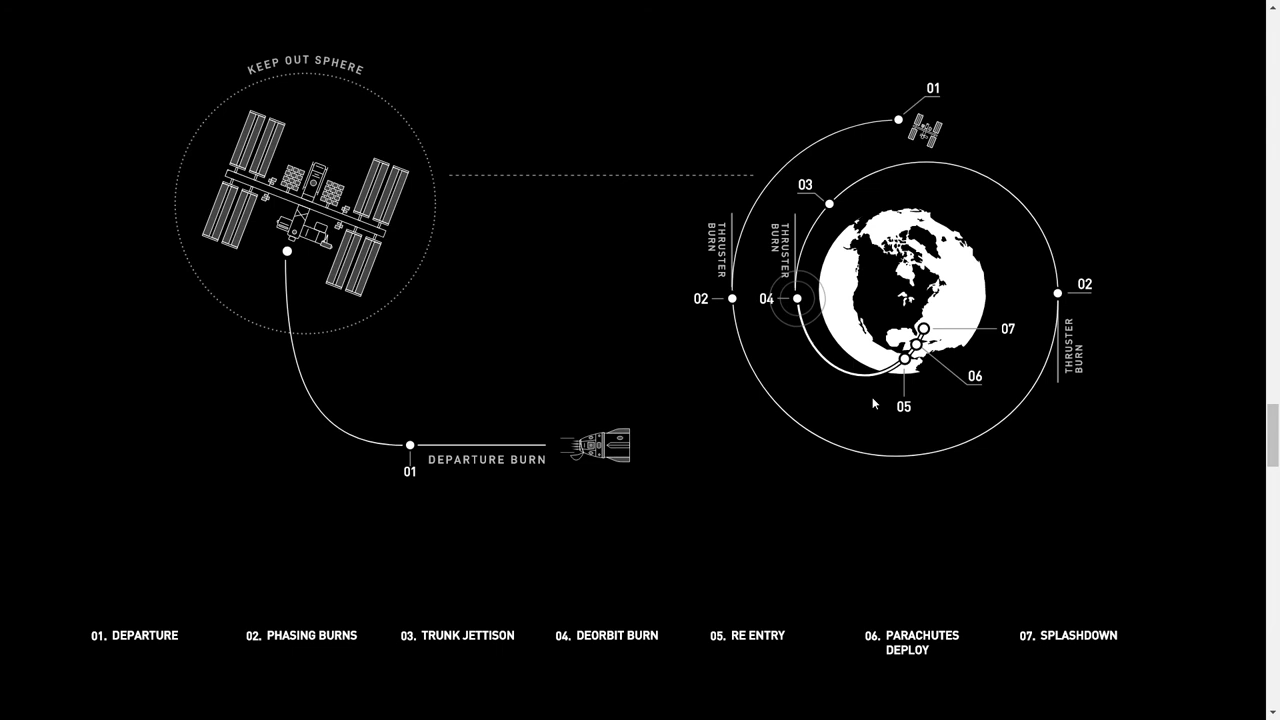 KEEP OUT SPHERE
01
DEPARTURE BURN
01
03
THRUSTER
BURN
THRUSTER
BURN
02
04
02
THRUSTER
BURN
07
06
05
01. DEPARTURE
02. PHASING BURNS
03. TRUNK JETTISON
04. DEORBIT BURN
05. RE ENTRY
06. PARACHUTES
DEPLOY
07. SPLASHDOWN